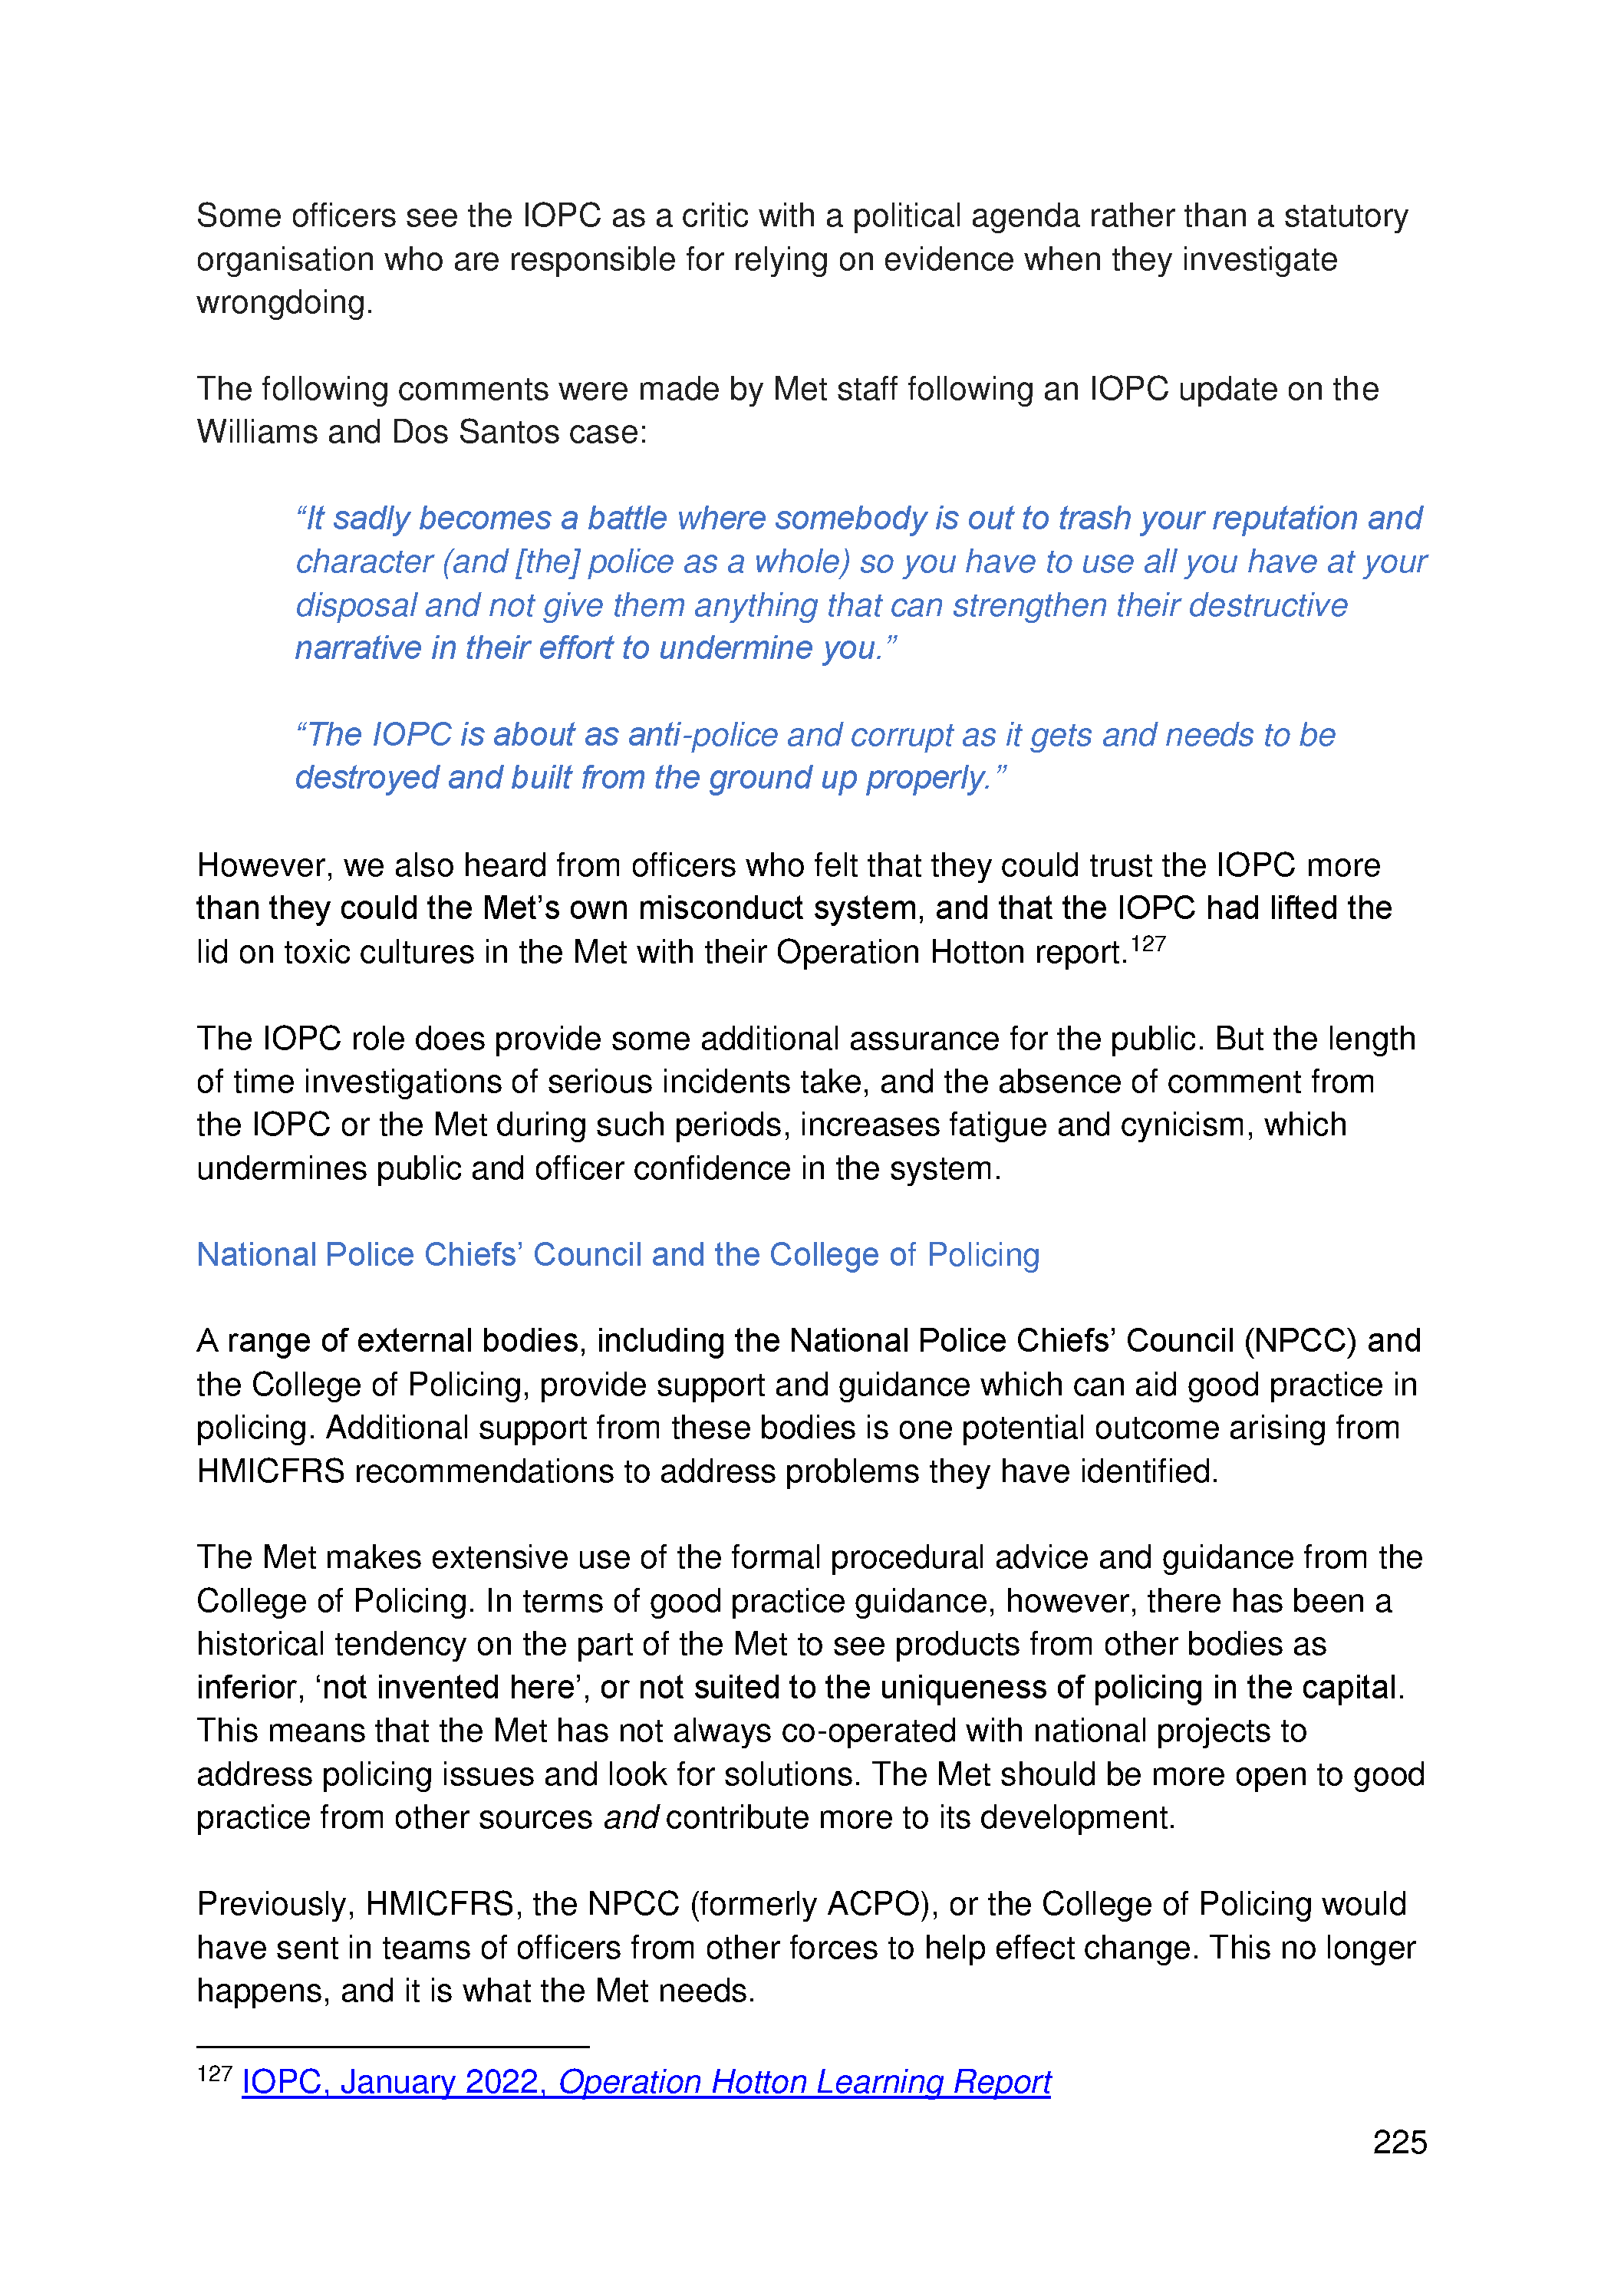 Some officers see the IOPC as a critic with a political agenda rather than a statutory
organisation who are responsible for relying on evidence when they investigate
wrongdoing.
The following comments were made by Met staff following an IOPC update on the
Williams and Dos Santos case:
“It sadly becomes a battle where somebody is out to trash your reputation and
character (and [the] police as a whole) so you have to use all you have at your
disposal and not give them anything that can strengthen their destructive
narrative in their effort to undermine you.”
“The IOPC is about as anti-police and corrupt as it gets and needs to be
destroyed and built from the ground up properly.”
However, we also heard from officers who felt that they could trust the IOPC more
than they could the Met’s own misconduct system, and that the IOPC had lifted the
lid on toxic cultures in the Met with their Operation Hotton report.127
The IOPC role does provide some additional assurance for the public. But the length
of time investigations of serious incidents take, and the absence of comment from
the IOPC or the Met during such periods, increases fatigue and cynicism, which
undermines public and officer confidence in the system.
National Police Chiefs’ Council and the College of Policing
A range of external bodies, including the National Police Chiefs’ Council (NPCC) and
the College of Policing, provide support and guidance which can aid good practice in
policing. Additional support from these bodies is one potential outcome arising from
HMICFRS recommendations to address problems they have identified.
The Met makes extensive use of the formal procedural advice and guidance from the
College of Policing. In terms of good practice guidance, however, there has been a
historical tendency on the part of the Met to see products from other bodies as
inferior, ‘not invented here’, or not suited to the uniqueness of policing in the capital.
This means that the Met has not always co-operated with national projects to
address policing issues and look for solutions. The Met should be more open to good
practice from other sources and contribute more to its development.
Previously, HMICFRS, the NPCC (formerly ACPO), or the College of Policing would
have sent in teams of officers from other forces to help effect change. This no longer
happens, and it is what the Met needs.
127 IOPC, January 2022, Operation Hotton Learning Report
225